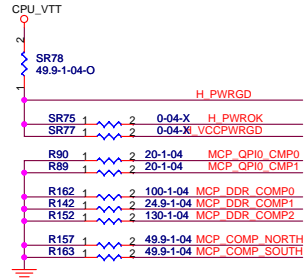 CPU_VTT
2
SR78
49.9-1-04-O
1
H_PWRGD
SR75 1 2 0-04-X H_PWROK
SR77 1 2 0-04-X H_VCCPWRGD
R90 1 2 20-1-04 MCP_QPI0_CMP0
R89 1 2 20-1-04 MCP_QPI0_CMP1
R162 1 2 100-1-04 MCP_DDR_COMP0
R142 1 2 24.9-1-04 MCP_DDR_COMP1
R152 1 2 130-1-04 MCP_DDR_COMP2
R157 1 2 49.9-1-04 MCP_COMP_NORTH
R163 1 2 49.9-1-04 MCP_COMP_SOUTH